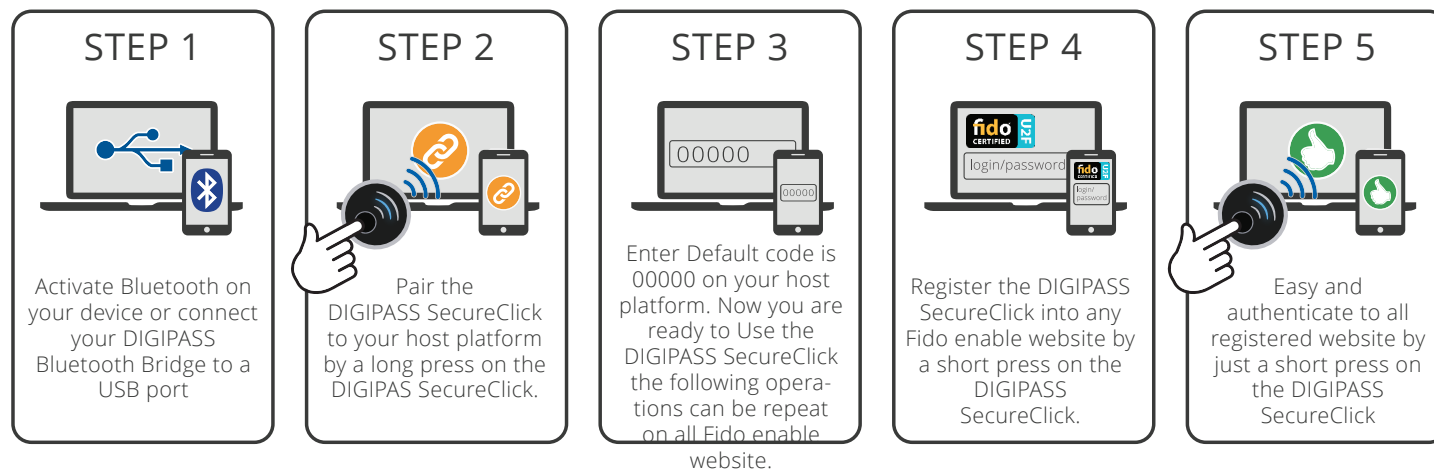 STEP 1
00000
Activate Bluetooth on
your device or connect
your DIGIPASS
Bluetooth Bridge to a
USB port
STEP 2
Pair the
DIGIPASS SecureClick
to your host platform
by a long press on the
DIGIPAS SecureClick.
STEP 3
00000
00000
Enter Default code is
00000 on your host
platform. Now you are
ready to Use the
DIGIPASS SecureClick
the following opera-
tions can be repeat
on all Fido enable
website.
STEP 4
fido
CERTIFIED
U2F
login/password
fido
CERTIFIED
U2F
login/
password
Register the DIGIPASS
SecureClick into any
Fido enable website by
a short press on the
DIGIPASS
SecureClick.
STEP 5
Easy and
authenticate to all
registered website by
just a short press on
the DIGIPASS
SecureClick